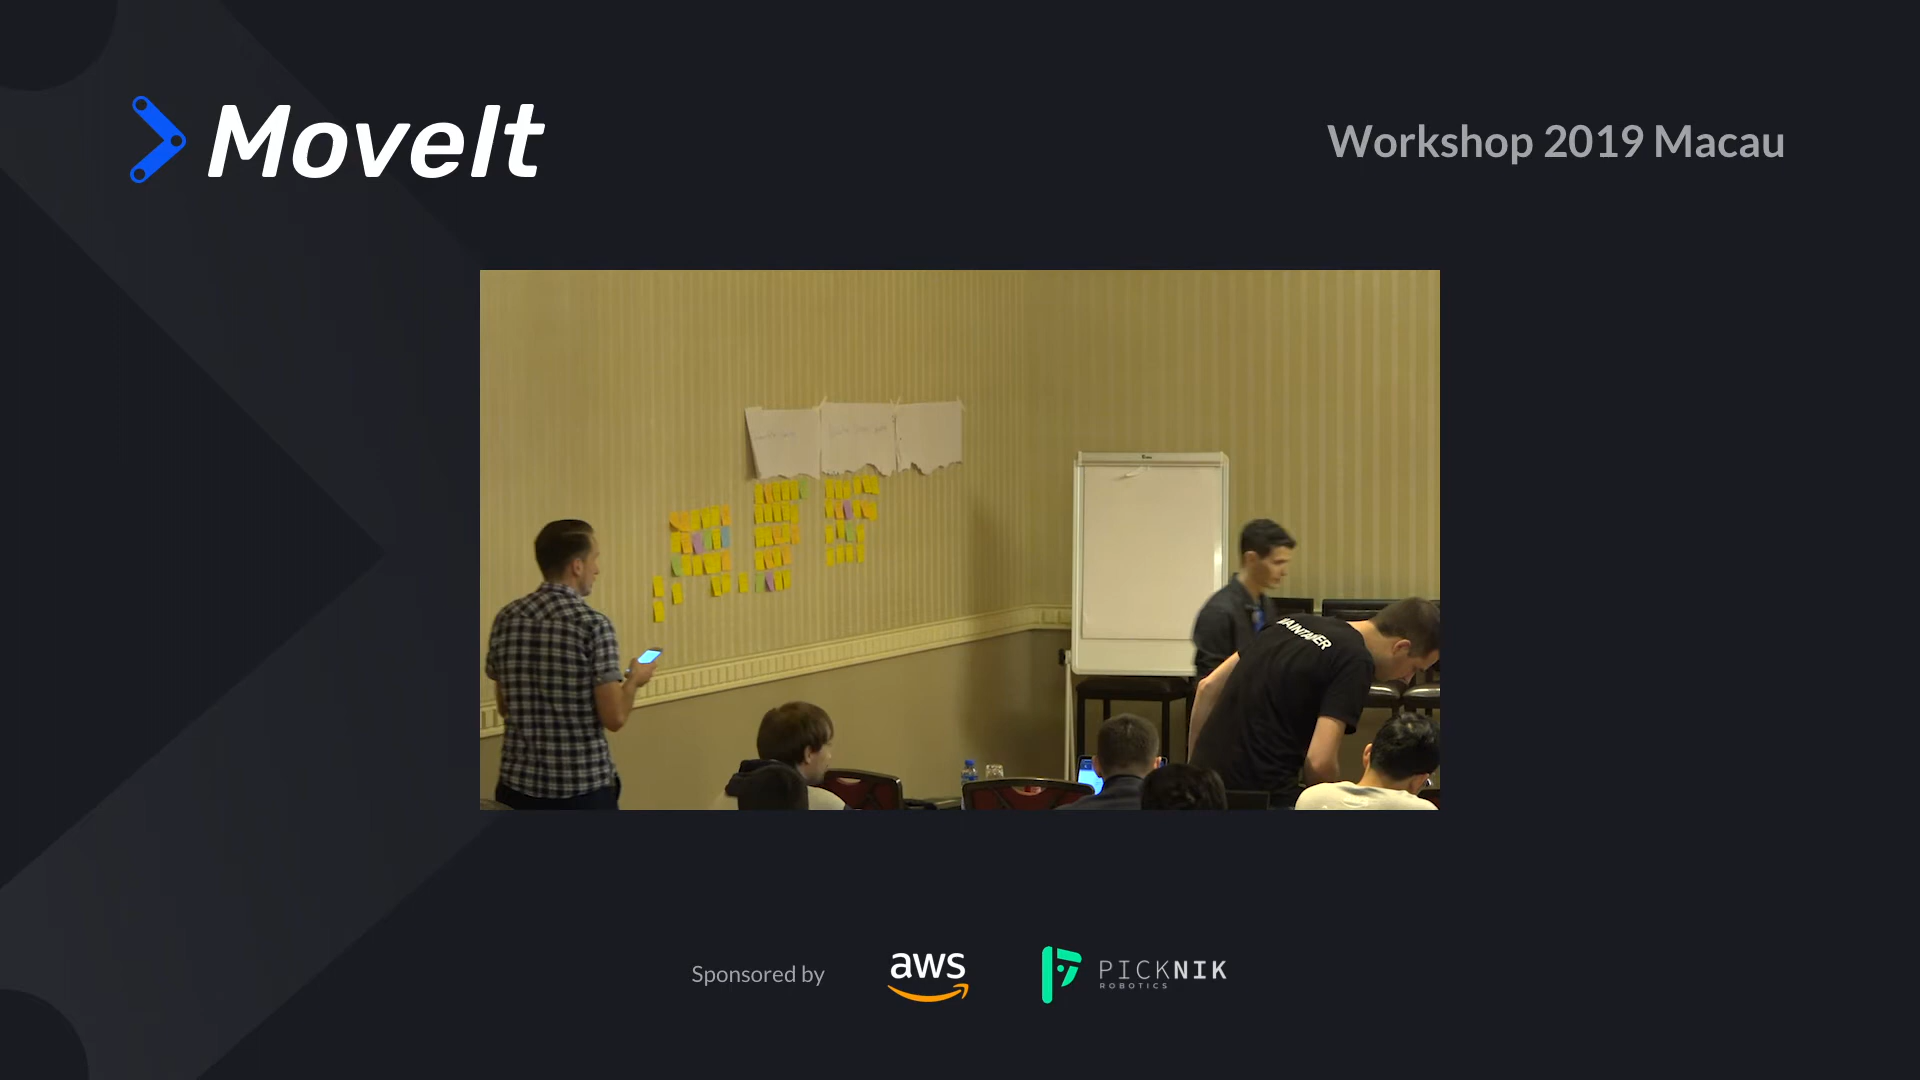 MoveIt
Workshop 2019 Macau
MAINTAINER
Sponsored by
aws
PICKNIK
ROBOTICS